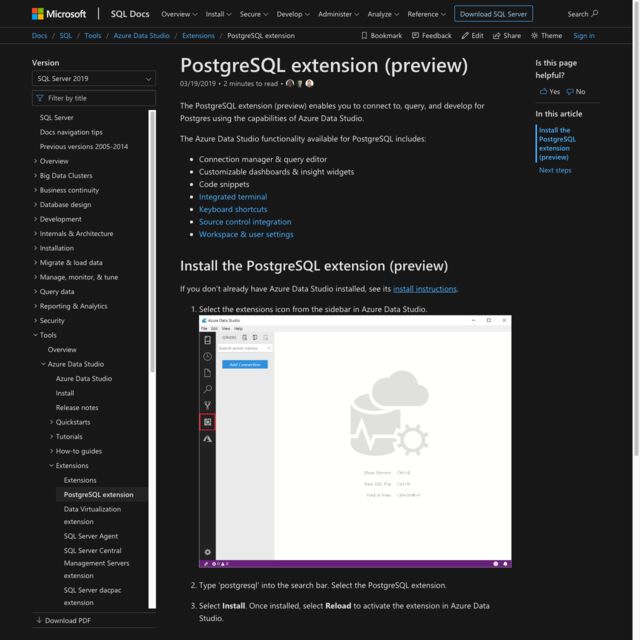 Microsoft
SQL Docs
Overview
Install
Secure
Develop
Administer
Analyze
Reference
Download SQL Server
Search
Docs / SQL / Tools / Azure Data Studio / Extensions / PostgreSQL extension
Bookmark
Feedback
Edit
Share
Theme
Sign in
Version
SQL Server 2019
Filter by title
SQL Server
Docs navigation tips
Previous versions 2005-2014
Overview
Big Data Clusters
Business continuity
Database design
Development
Internals & Architecture
Installation
Migrate & load data
Manage, monitor, & tune
Query data
Reporting & Analytics
Security
Tools
Overview
Azure Data Studio
Azure Data Studio
Install
Release notes
Quickstarts
Tutorials
How-to guides
Extensions
Extensions
PostgreSQL extension
Data Virtualization
extension
SQL Server Agent
SQL Server Central
Management Servers
extension
SQL Server dacpac
extension
Download PDF
PostgreSQL extension (preview)
03/19/2019 • 2 minutes to read •
The PostgreSQL extension (preview) enables you to connect to, query, and develop for
Postgres using the capabilities of Azure Data Studio.
The Azure Data Studio functionality available for PostgreSQL includes:
• Connection manager & query editor
• Customizable dashboards & insight widgets
• Code snippets
• Integrated terminal
• Keyboard shortcuts
• Source control integration
• Workspace & user settings
Install the PostgreSQL extension (preview)
If you don't already have Azure Data Studio installed, see its install instructions.
1. Select the extensions icon from the sidebar in Azure Data Studio.
Azure Data Studio
File Edit View Help
SERVERS
Search server names
Add Connection
Show Servers Ctrl+G
New SQL File Ctrl+N
Find in Files Ctrl+Shift+F
2. Type 'postgresql' into the search bar. Select the PostgreSQL extension.
3. Select Install. Once installed, select Reload to activate the extension in Azure Data
Studio.
Is this page
helpful?
Yes
No
In this article
Install the
PostgreSQL
extension
(preview)
Next steps